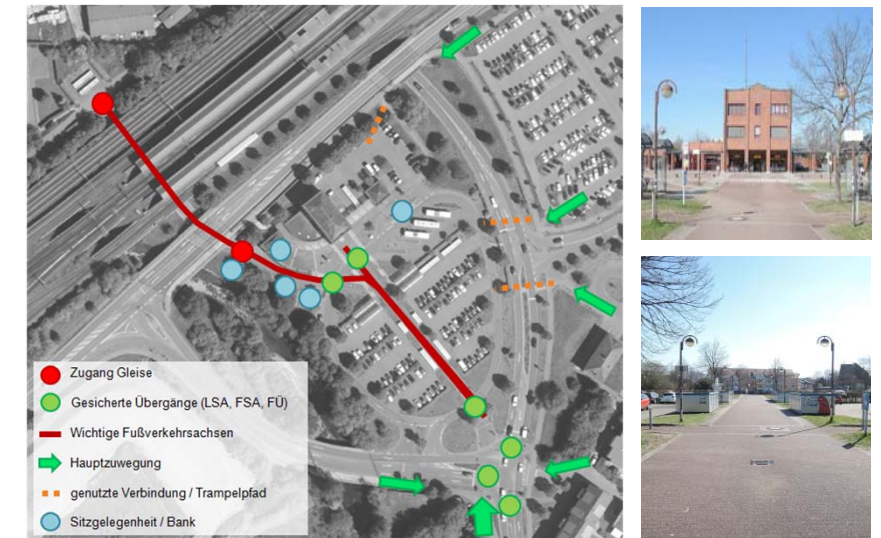 Zugang Gleise
Gesicherte Übergänge (LSA, FSA, FÜ)
Wichtige Fußverkehrsachsen
Hauptzuwegung
genutzte Verbindung / Trampelpfad
Sitzgelegenheit / Bank